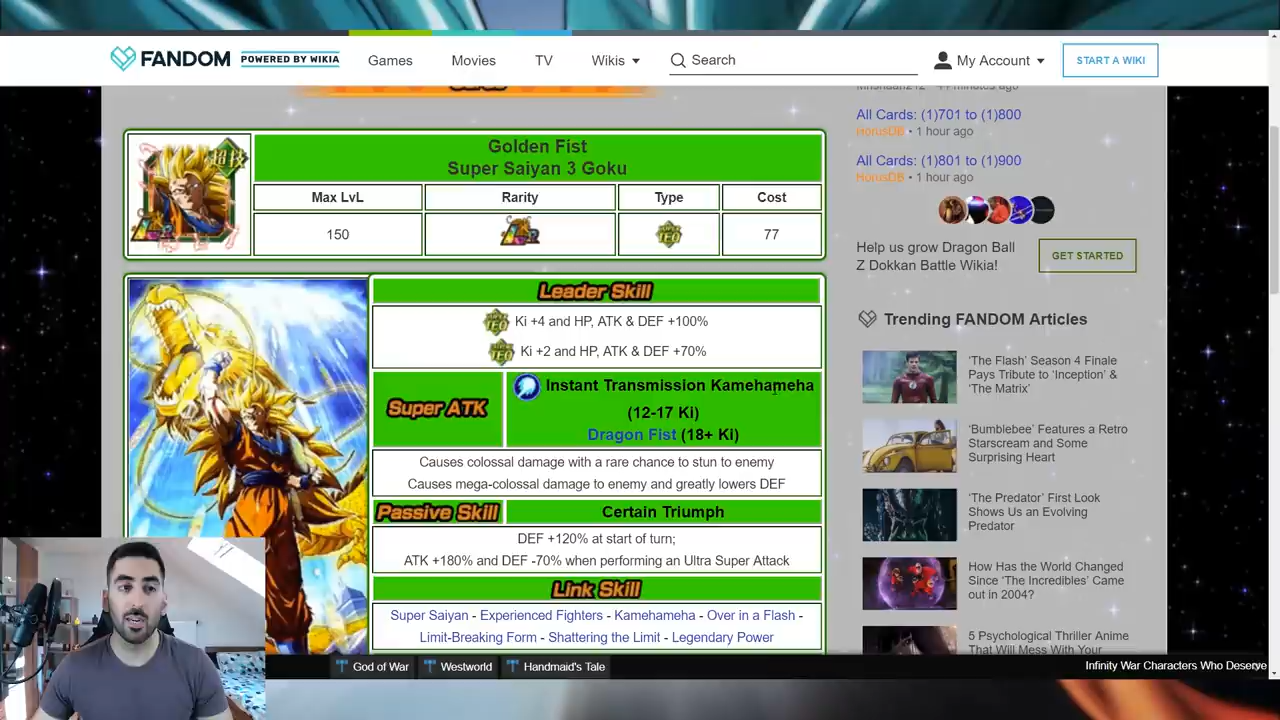 FANDOM POWERED BY WIKIA Games Movies TV Wikis Search My Account START A WIKI
Golden Fist
Super Saiyan 3 Goku
Max LvL Rarity Type Cost
150 TEQ 77
超技
Leader Skill
Ki +4 and HP, ATK & DEF +100%
Ki +2 and HP, ATK & DEF +70%
Super ATK
Instant Transmission Kamehameha
(12-17 Ki)
Dragon Fist (18+ Ki)
Causes colossal damage with a rare chance to stun to enemy
Causes mega-colossal damage to enemy and greatly lowers DEF
Passive Skill Certain Triumph
DEF +120% at start of turn;
ATK +180% and DEF -70% when performing an Ultra Super Attack
Link Skill
Super Saiyan - Experienced Fighters - Kamehameha - Over in a Flash -
Limit-Breaking Form - Shattering the Limit - Legendary Power
All Cards: (1)701 to (1)800
HorusDB • 1 hour ago
All Cards: (1)801 to (1)900
HorusDB • 1 hour ago
Help us grow Dragon Ball
Z Dokkan Battle Wikia!
GET STARTED
Trending FANDOM Articles
'The Flash' Season 4 Finale
Pays Tribute to 'Inception' &
'The Matrix'
'Bumblebee' Features a Retro
Starscream and Some
Surprising Heart
'The Predator' First Look
Shows Us an Evolving
Predator
How Has the World Changed
Since 'The Incredibles' Came
out in 2004?
5 Psychological Thriller Anime
That Will Mess With Your
God of War Westworld Handmaid's Tale Infinity War Characters Who Deserve